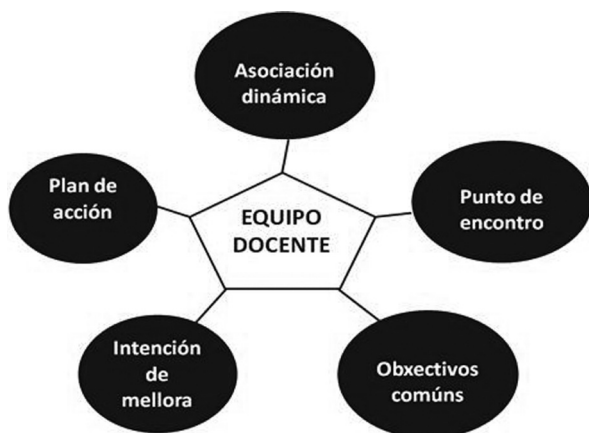 Asociación
dinámica
Plan de
acción
EQUIPO
DOCENTE
Punto de
encontro
Intención
de
mellora
Obxectivos
comúns